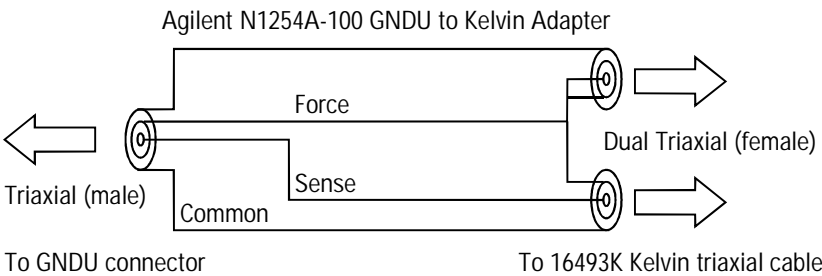 Agilent N1254A-100 GNDU to Kelvin Adapter
Force
Dual Triaxial (female)
Triaxial (male)
Sense
Common
To GNDU connector
To 16493K Kelvin triaxial cable